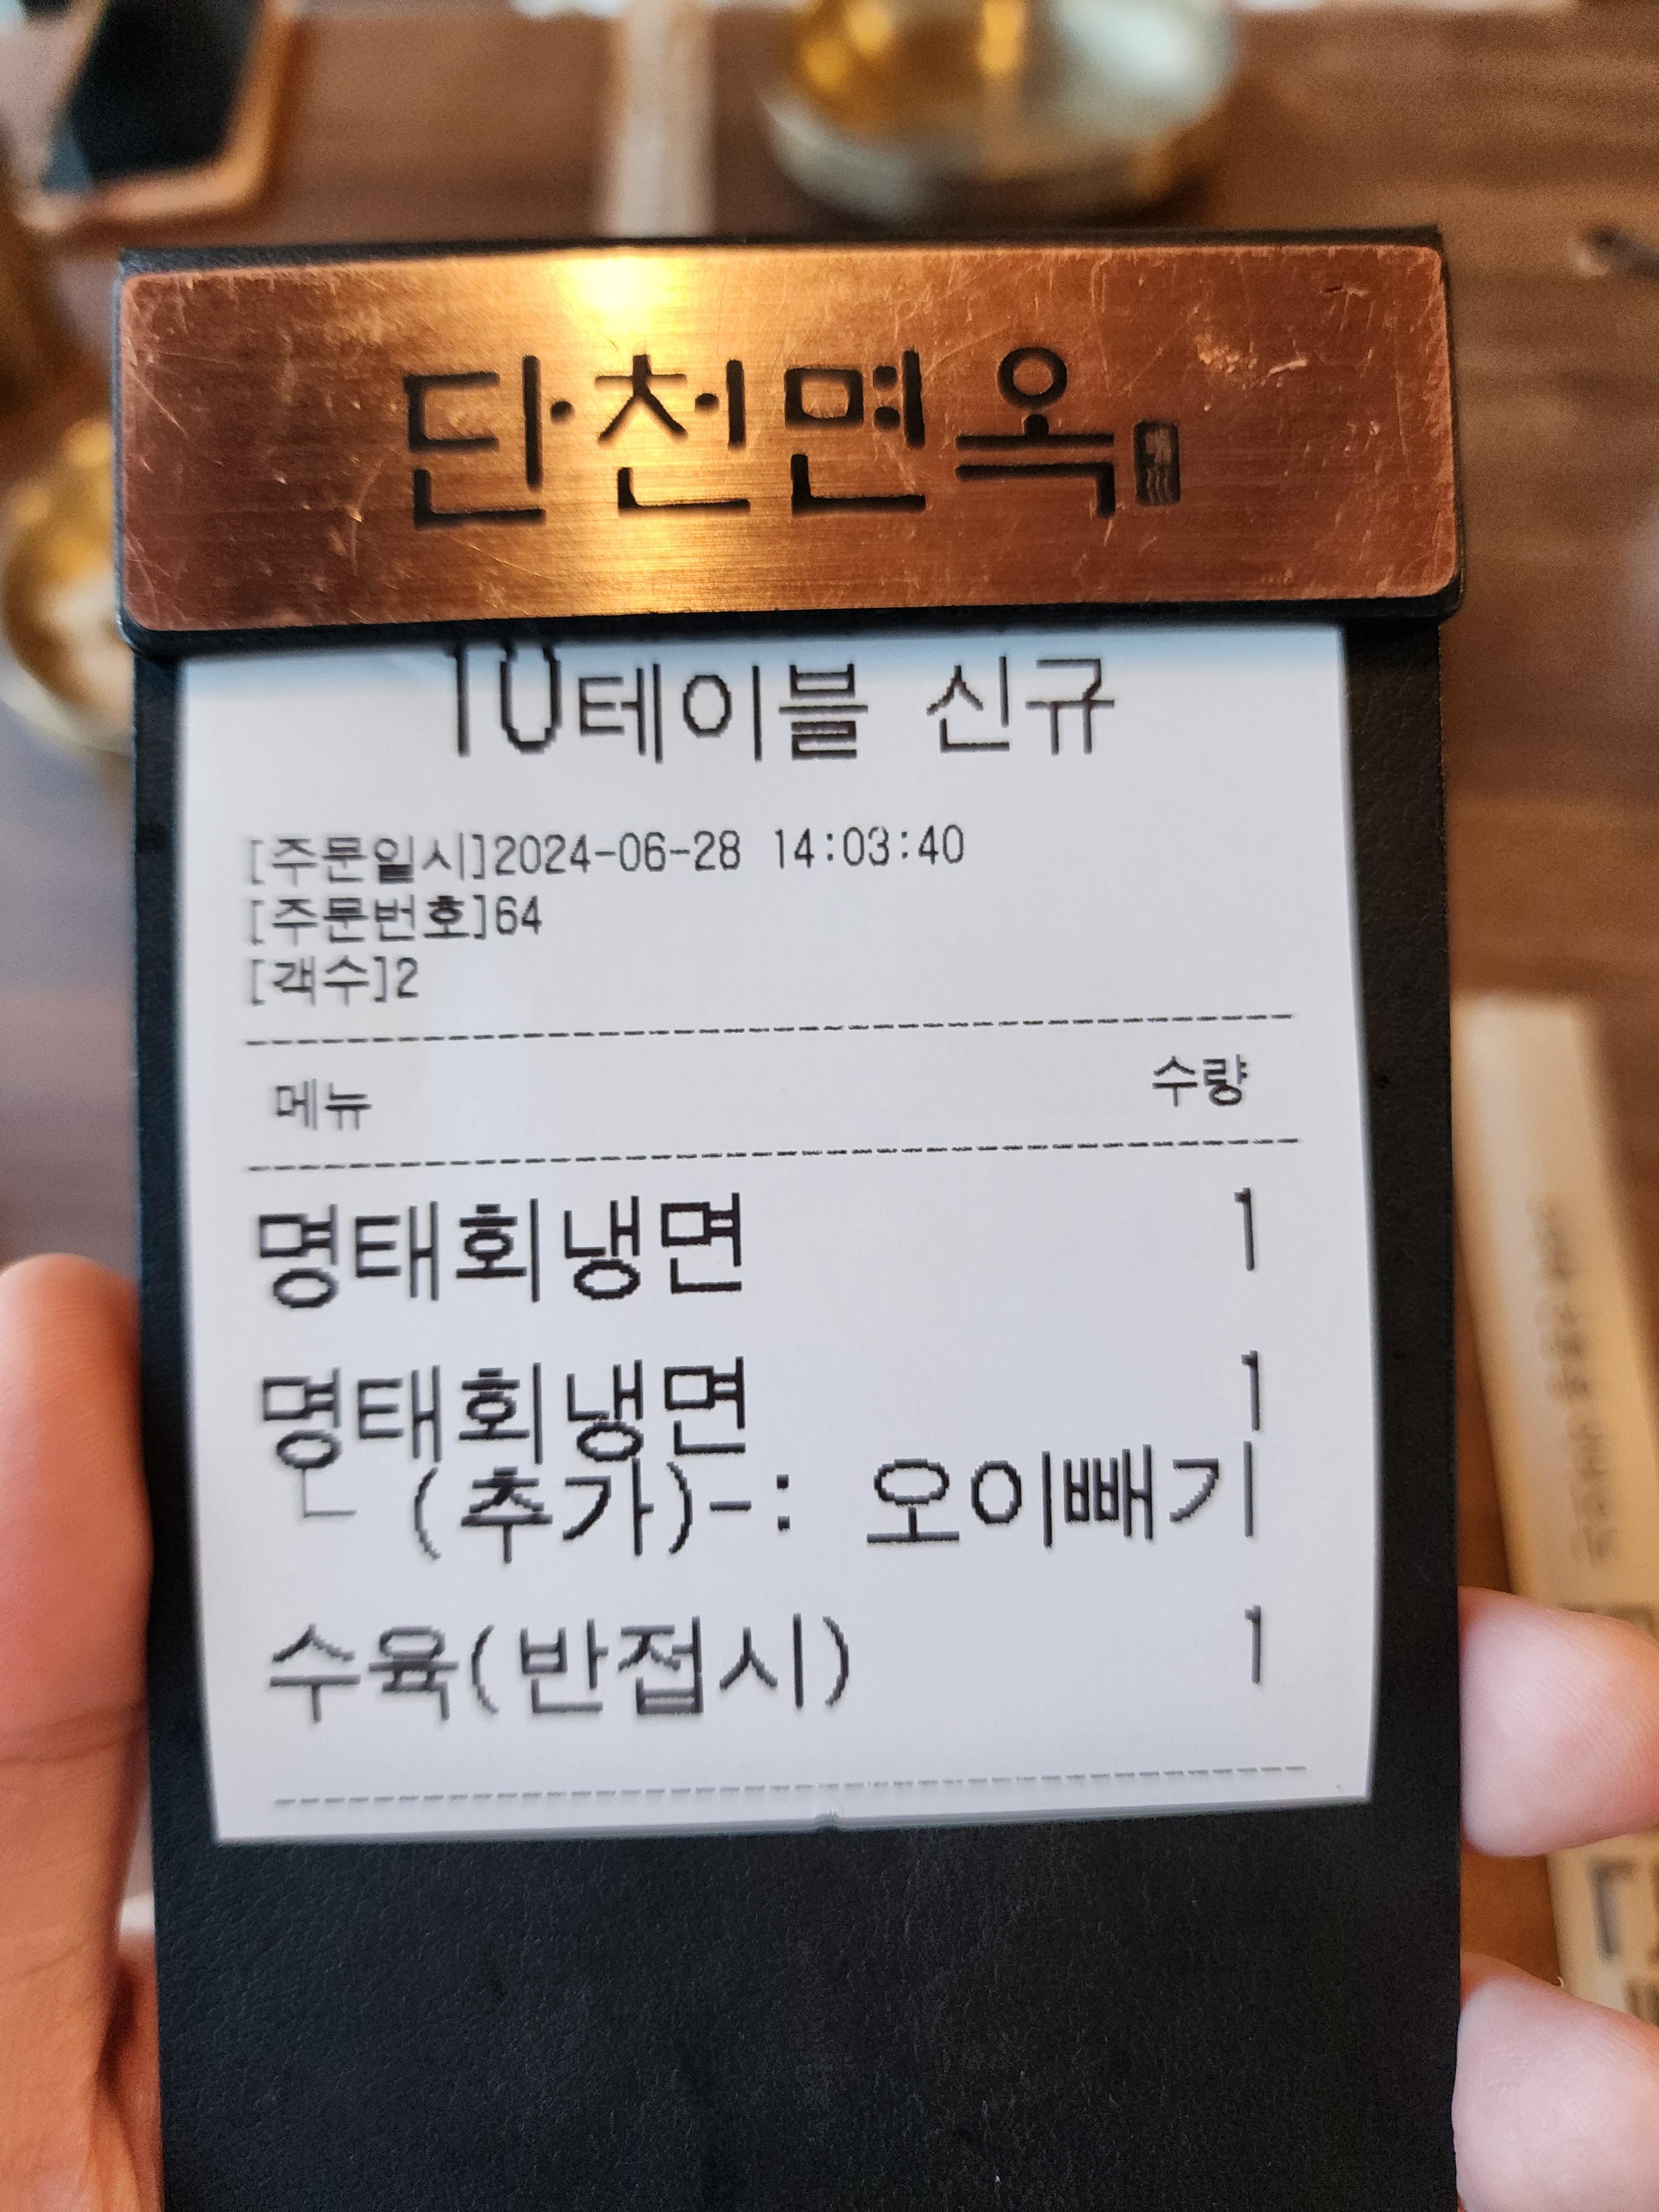 단천면옥
10테이블 신규
[주문일시]2024-06-28 14:03:40
[주문번호]64
[객수]2
메뉴 수량
명태회냉면 1
명태회냉면 1
└ (추가)-: 오이빼기
수육(반접시) 1